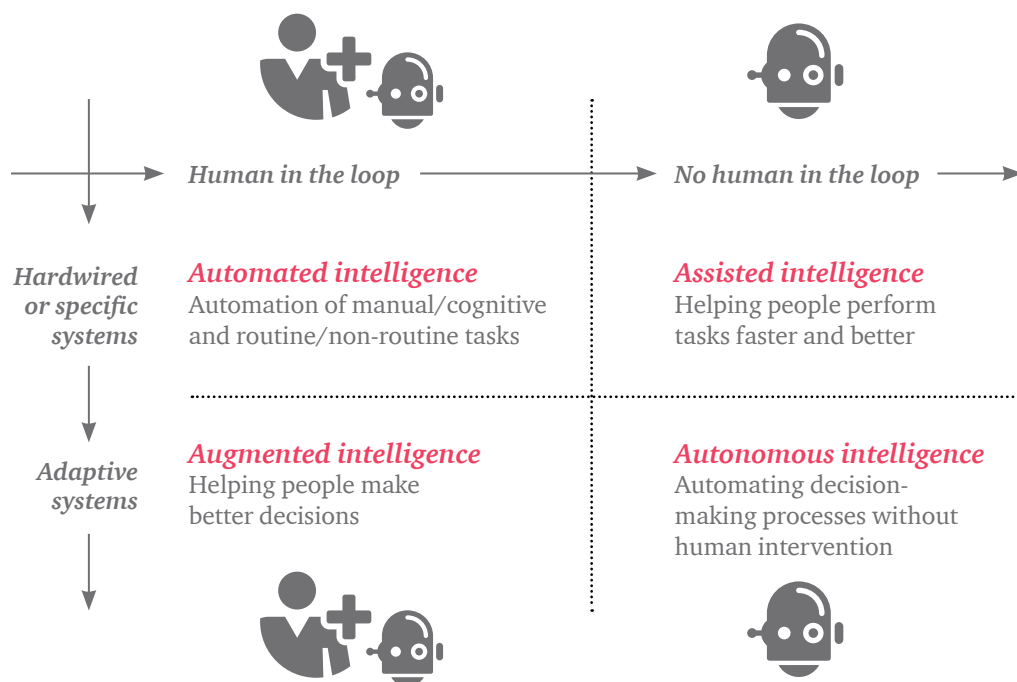 Human in the loop
No human in the loop
Hardwired
or specific
systems
Automated intelligence
Automation of manual/cognitive
and routine/non-routine tasks
Assisted intelligence
Helping people perform
tasks faster and better
Adaptive
systems
Augmented intelligence
Helping people make
better decisions
Autonomous intelligence
Automating decision-
making processes without
human intervention